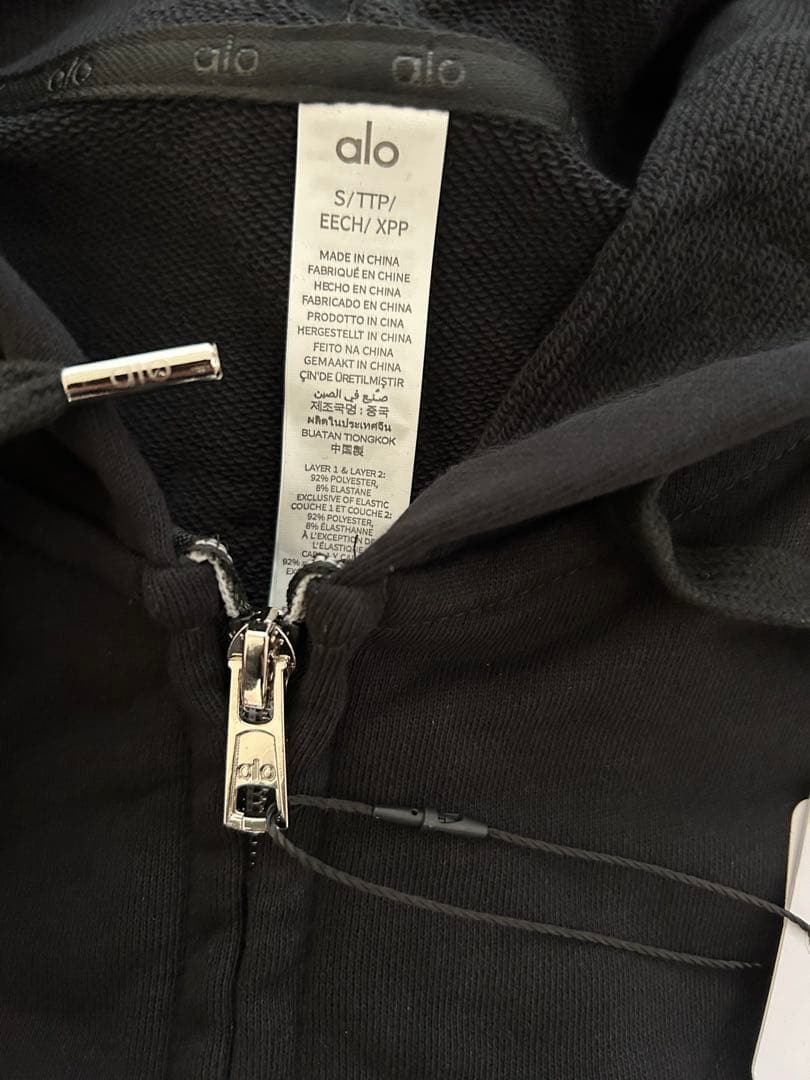 alo
alo
alo
alo
S/TTP/
EECH/ XPP
MADE IN CHINA
FABRIQUÉ EN CHINE
HECHO EN CHINA
FABRICADO EN CHINA
PRODOTTO IN CINA
HERGESTELLT IN CHINA
FEITO NA CHINA
GEMAAKT IN CHINA
ÇİN'DE ÜRETİLMİŞTİR
صنع في الصين
제조국명 : 중국
ผลิตในประเทศจีน
BUATAN TIONGKOK
中国製
LAYER 1 & LAYER 2:
92% POLYESTER,
8% ELASTANE
EXCLUSIVE OF ELASTIC
COUCHE 1 ET COUCHE 2:
92% POLYESTER,
8% ÉLASTHANNE
À L'EXCEPTION DE
L'ÉLASTIQUE
92%
alo
alo